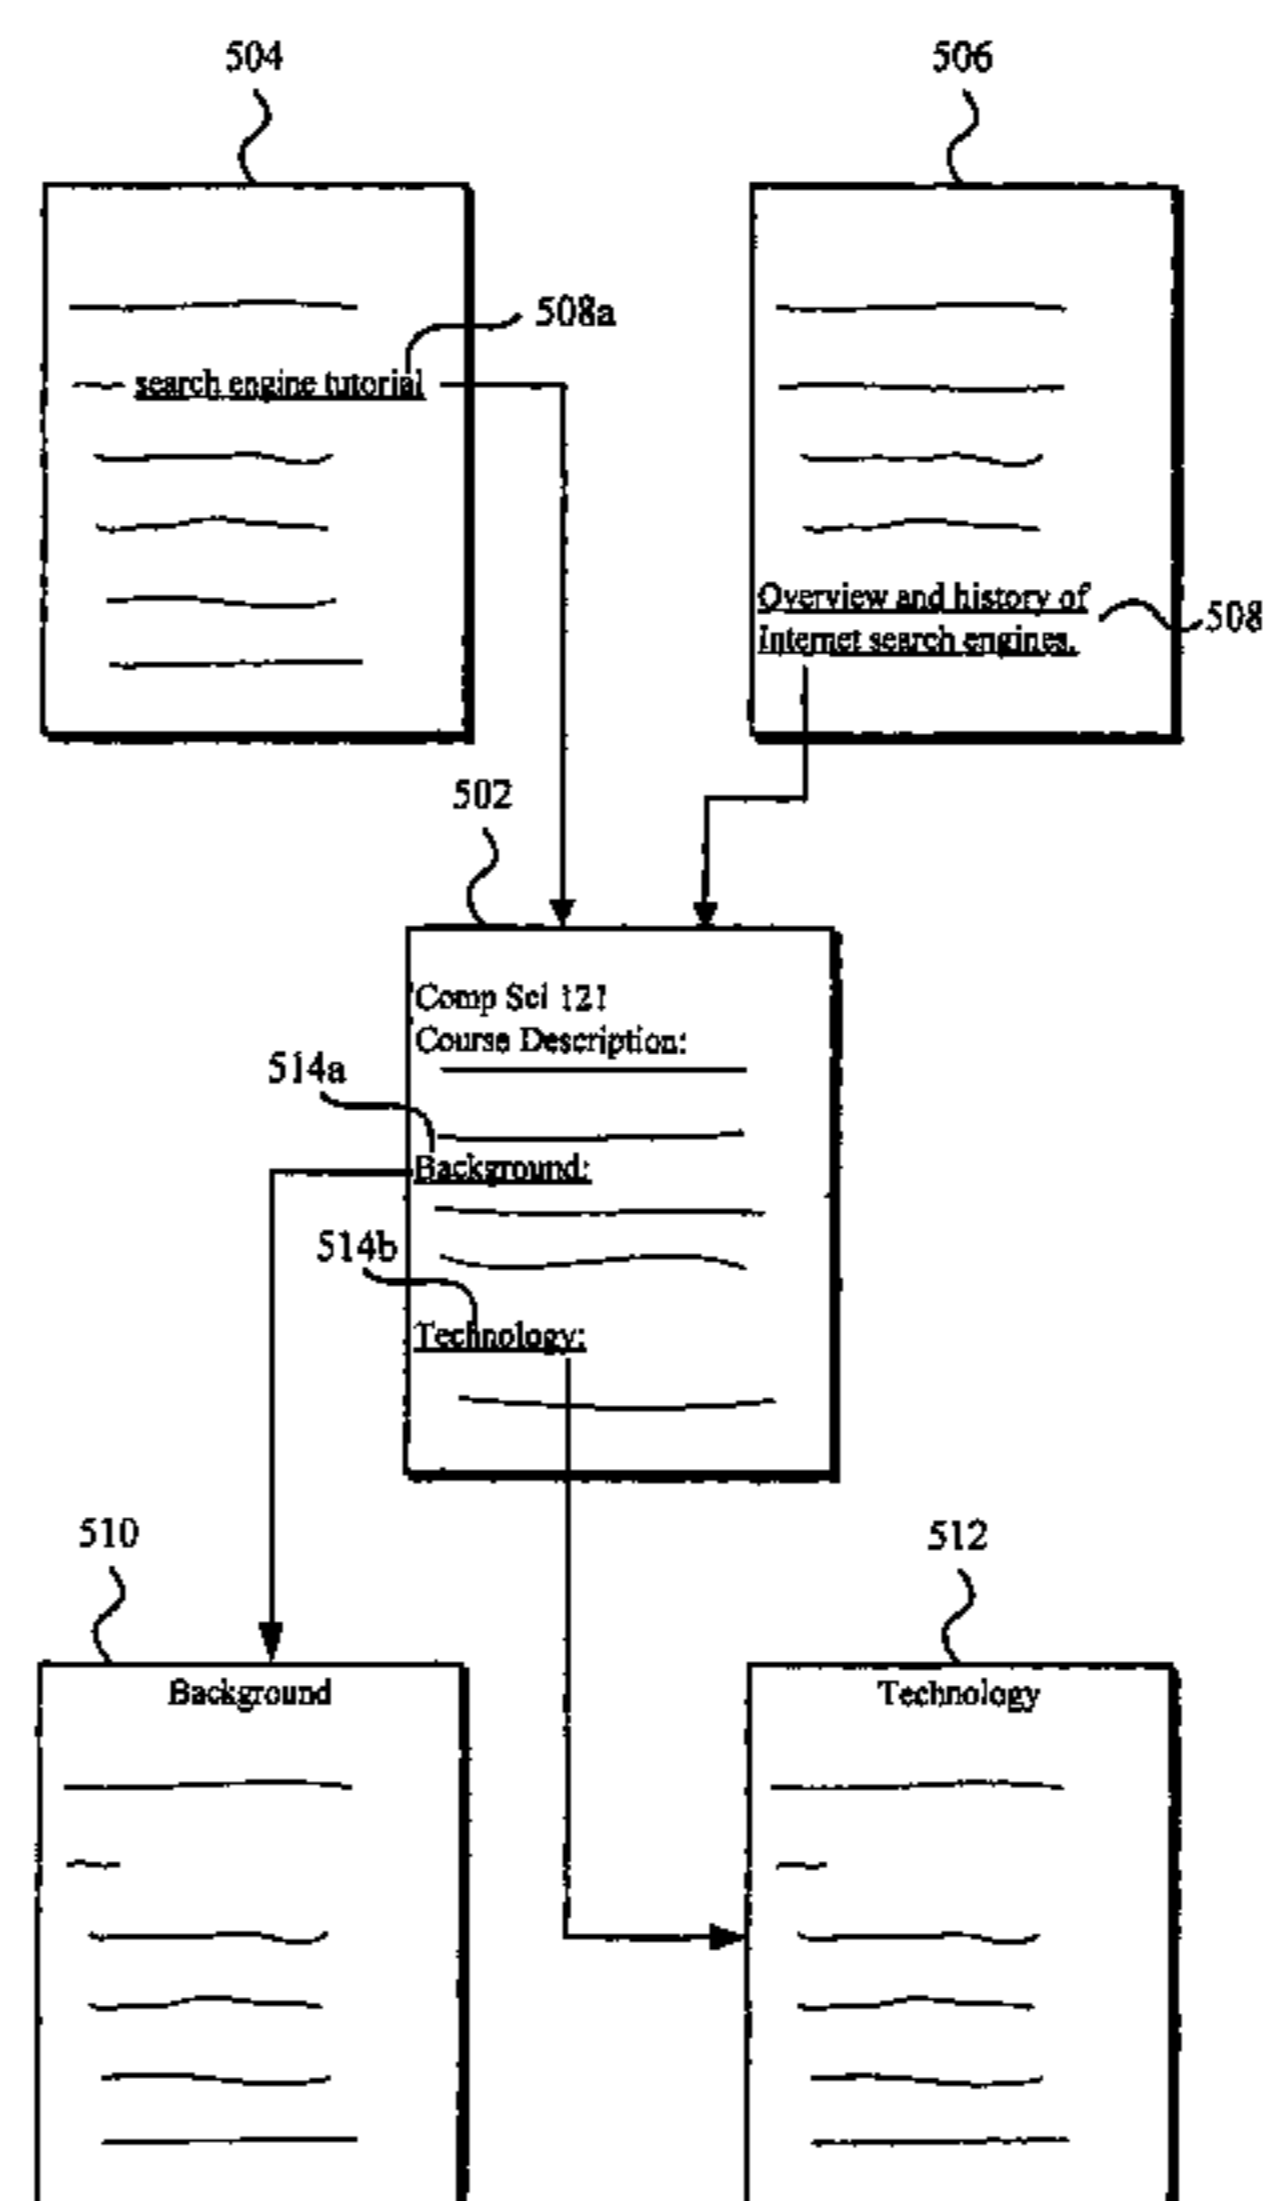 504
506
508a
search engine tutorial
Overview and history of
Internet search engines.
508
502
Comp Sci 121
Course Description:
514a
Background:
514b
Technology:
510
512
Background
Technology